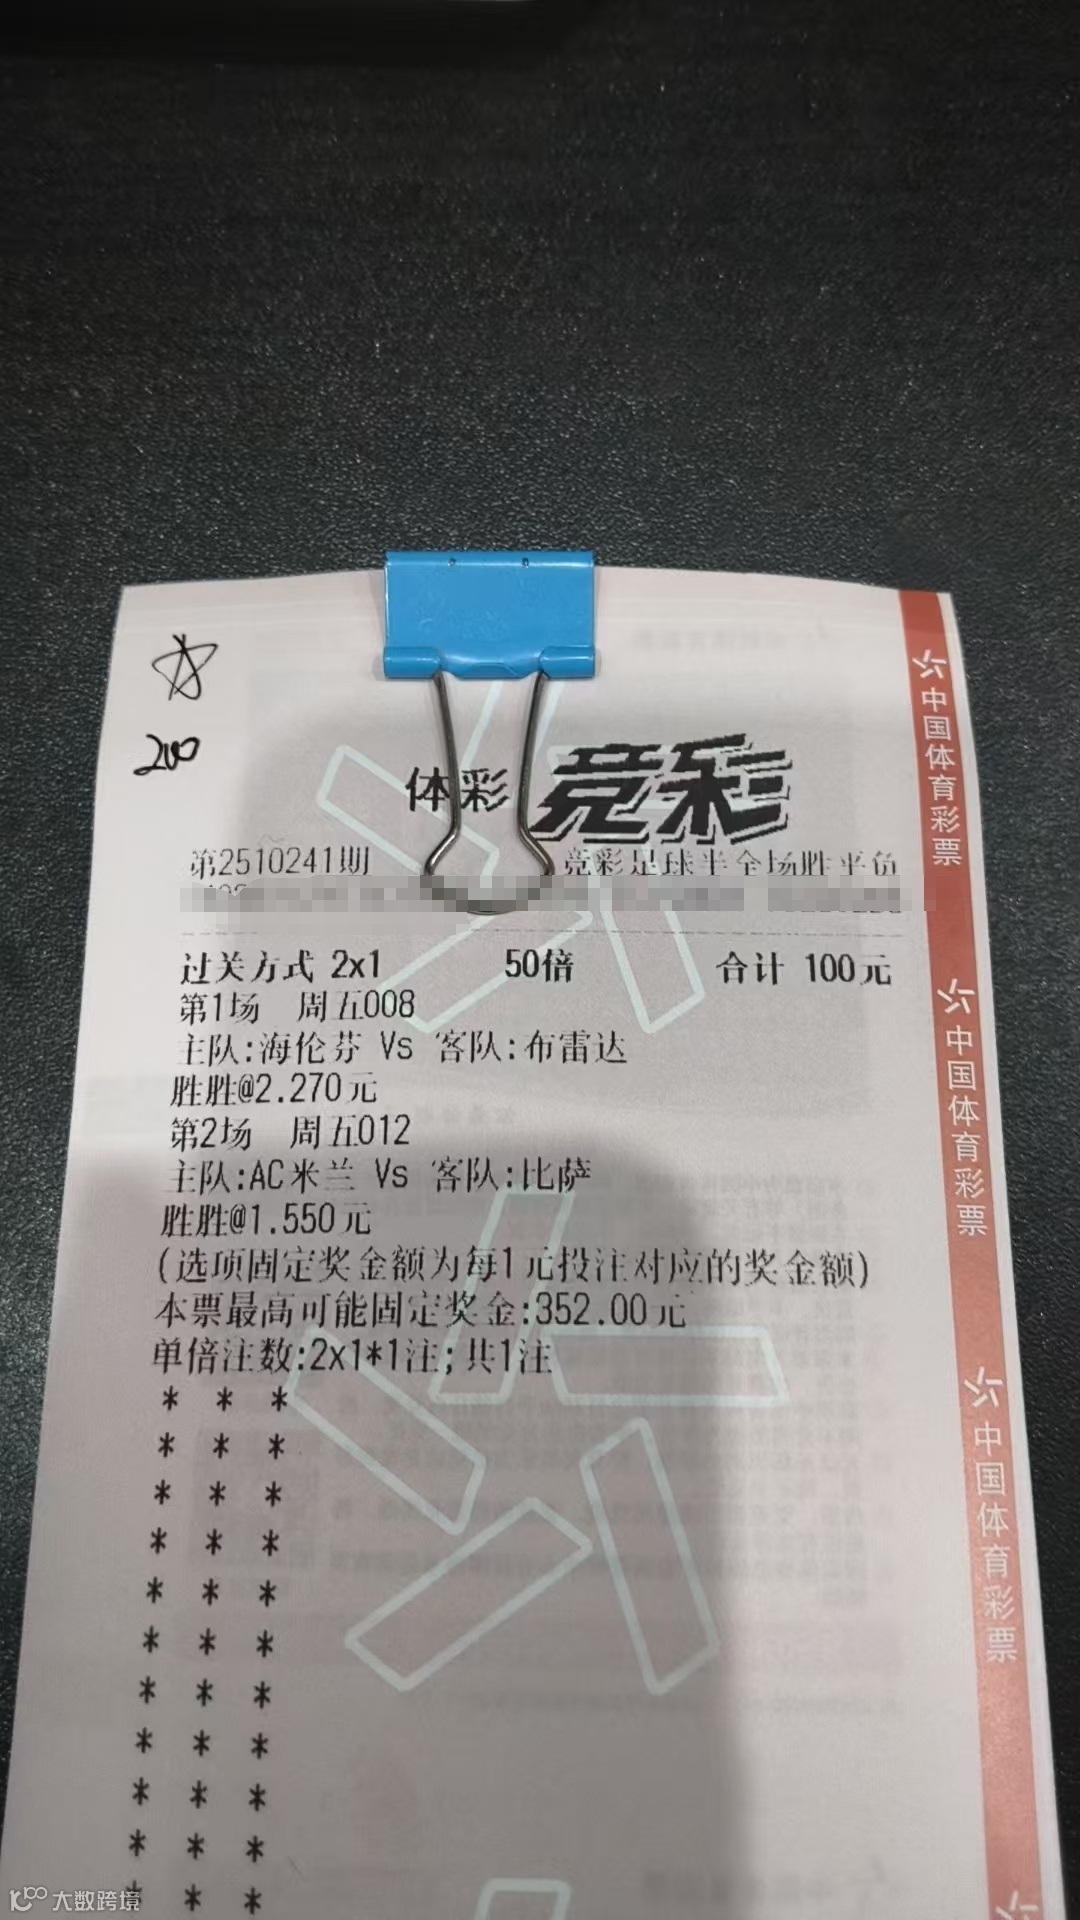 200
体彩 竞彩
第2510241期 竞彩足球半全场胜平负
过关方式 2x1 50倍 合计 100元
第1场 周五008
主队:海伦芬 Vs 客队:布雷达
胜胜@2.270元
第2场 周五012
主队:AC米兰 Vs 客队:比萨
胜胜@1.550元
(选项固定奖金额为每1元投注对应的奖金额)
本票最高可能固定奖金:352.00元
单倍注数:2x1*1注;共1注
* * *
* * *
* * *
* * *
* * *
* * *
* * *
* * *
* * *
* * *
* * *
中国体育彩票
中国体育彩票
中国体育彩票
大数跨境